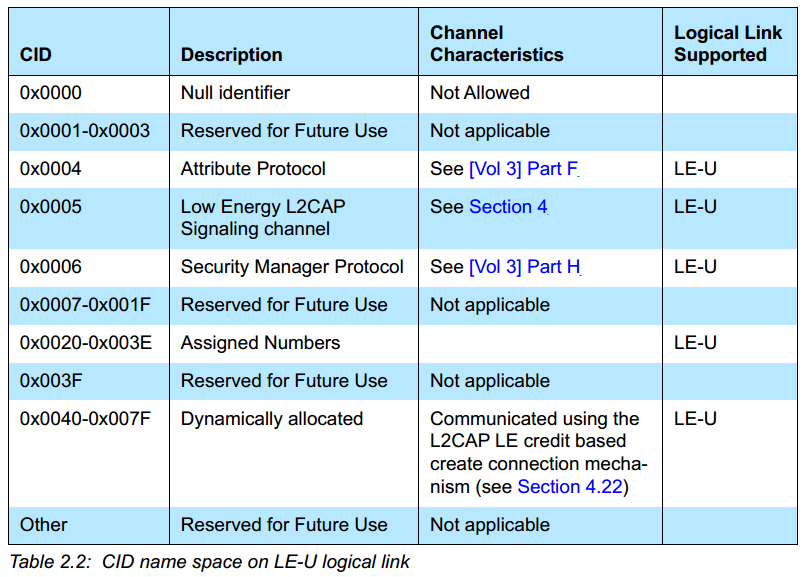 CID Description Channel Characteristics Logical Link Supported
0x0000 Null identifier Not Allowed
0x0001-0x0003 Reserved for Future Use Not applicable
0x0004 Attribute Protocol See [Vol 3] Part F. LE-U
0x0005 Low Energy L2CAP See Section 4. LE-U
Signaling channel
0x0006 Security Manager Protocol See [Vol 3] Part H. LE-U
0x0007-0x001F Reserved for Future Use Not applicable
0x0020-0x003E Assigned Numbers LE-U
0x003F Reserved for Future Use Not applicable
0x0040-0x007F Dynamically allocated Communicated using the LE-U
L2CAP LE credit based
create connection mecha-
nism (see Section 4.22)
Other Reserved for Future Use Not applicable
Table 2.2: CID name space on LE-U logical link